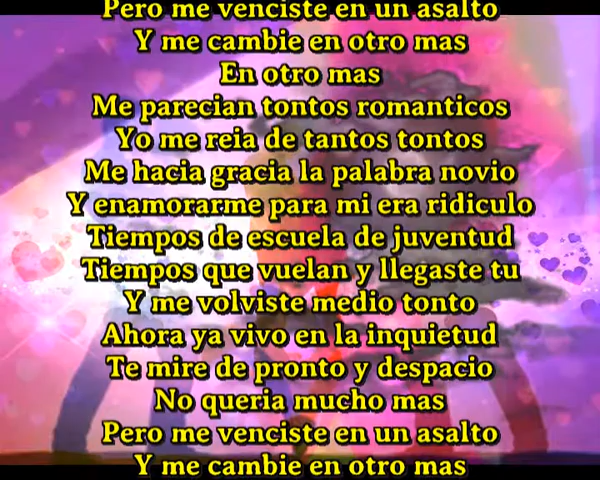 Pero me venciste en un asalto
Y me cambie en otro mas
En otro mas
Me parecian tontos romanticos
Yo me reia de tantos tontos
Me hacia gracia la palabra novio
Y enamorarme para mi era ridiculo
Tiempos de escuela de juventud
Tiempos que vuelan y llegaste tu
Y me volviste medio tonto
Ahora ya vivo en la inquietud
Te mire de pronto y despacio
No queria mucho mas
Pero me venciste en un asalto
Y me cambie en otro mas